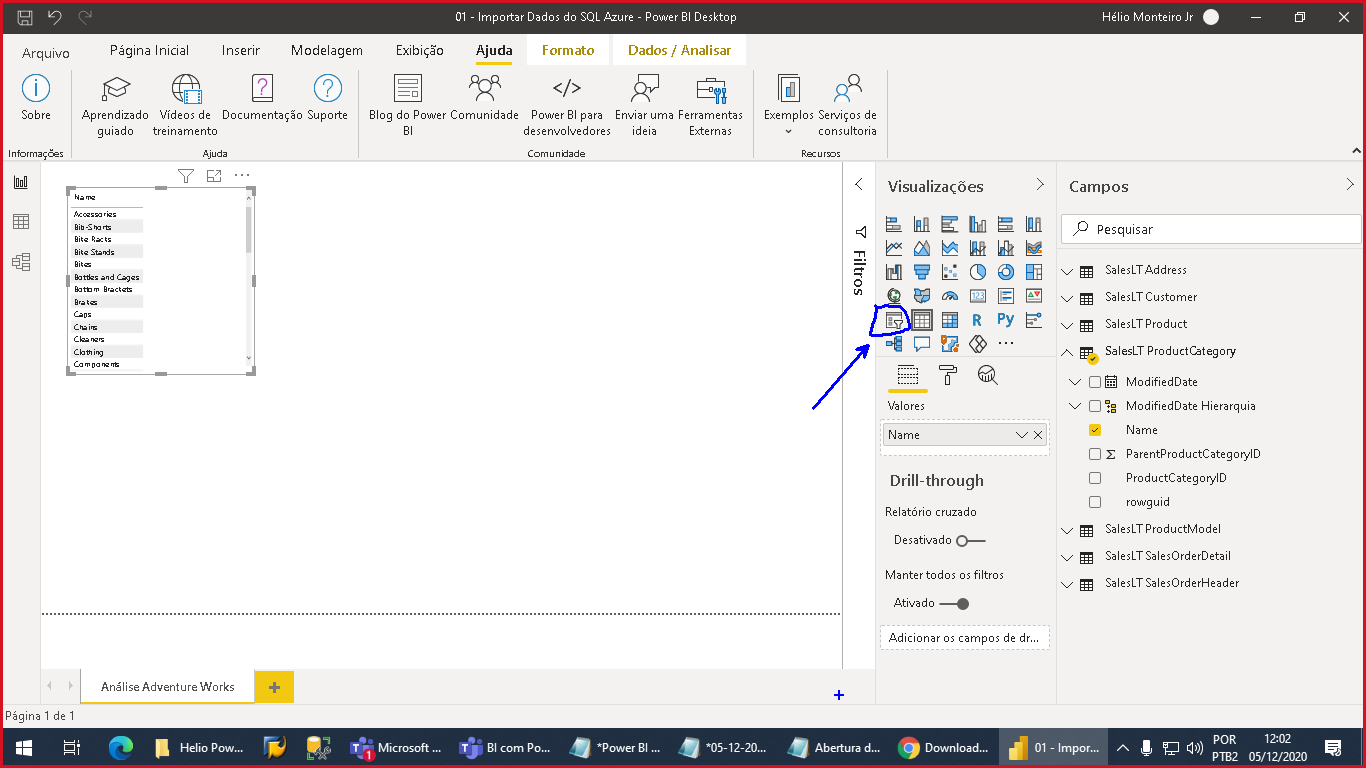 01 - Importar Dados do SQL Azure - Power BI Desktop
Hélio Monteiro Jr
Arquivo
Página Inicial
Inserir
Modelagem
Exibição
Ajuda
Formato
Dados / Analisar
Sobre
Aprendizado
guiado
Vídeos de
treinamento
Documentação
Suporte
Blog do Power
BI
Comunidade
Power BI para
desenvolvedores
Enviar uma
ideia
Ferramentas
Externas
Exemplos
Serviços de
consultoria
Informações
Ajuda
Comunidade
Recursos
Name
Accessories
Bib-Shorts
Bike Racks
Bike Stands
Bikes
Bottles and Cages
Bottom Brackets
Brakes
Caps
Chains
Cleaners
Clothing
Components
Filtros
Visualizações
123
R
Py
Valores
Name
Drill-through
Relatório cruzado
Desativado
Manter todos os filtros
Ativado
Adicionar os campos de dr...
Campos
Pesquisar
SalesLT Address
SalesLT Customer
SalesLT Product
SalesLT ProductCategory
ModifiedDate
ModifiedDate Hierarquia
Name
ParentProductCategoryID
ProductCategoryID
rowguid
SalesLT ProductModel
SalesLT SalesOrderDetail
SalesLT SalesOrderHeader
Análise Adventure Works
Página 1 de 1
Helio Pow...
Microsoft ...
1
BI com Po...
*Power BI ...
*05-12-20...
Abertura d...
Download...
01 - Impor...
POR
PTB2
12:02
05/12/2020